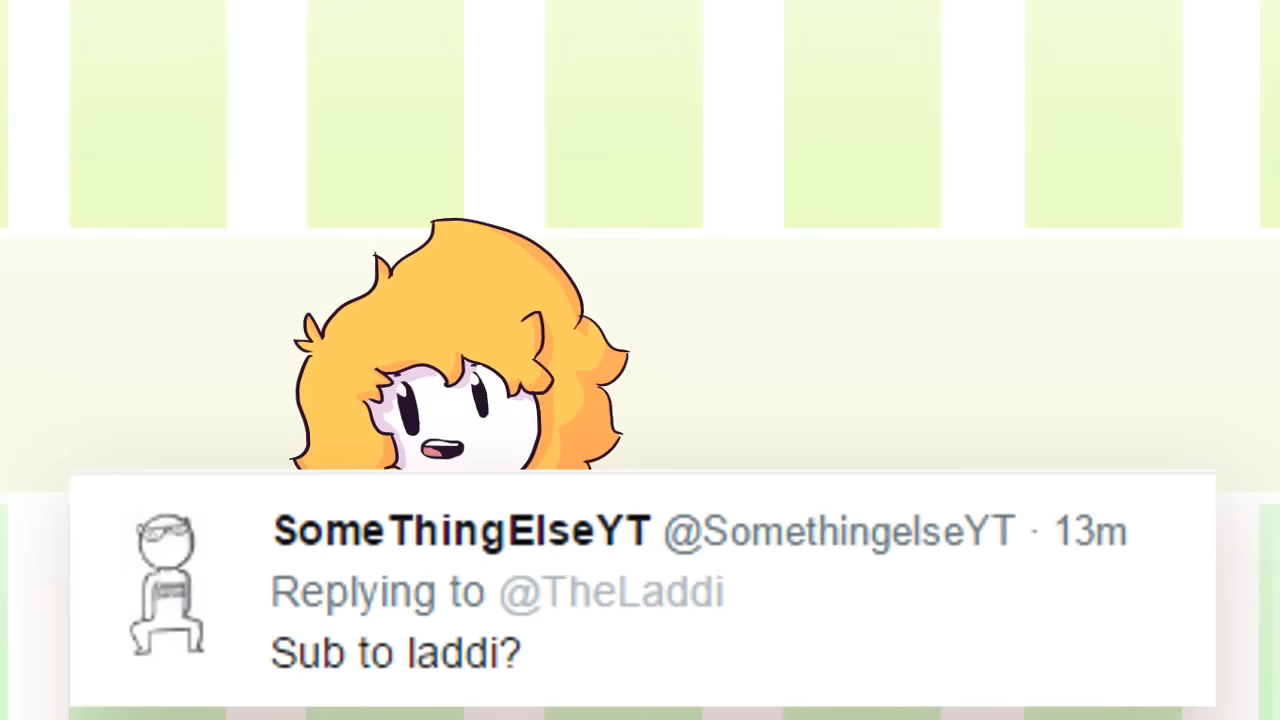 SomeThingElseYT @SomethingelseYT · 13m
Replying to @TheLaddi
Sub to laddi?